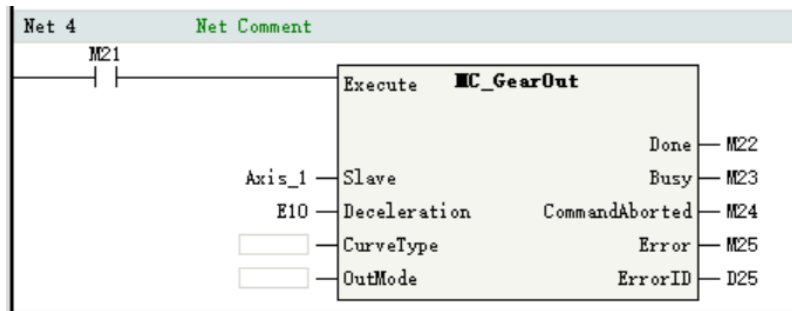 Net 4 Net Comment
M21
Execute MC_GearOut
Done M22
Axis_1 Slave Busy M23
E10 Deceleration CommandAborted M24
CurveType Error M25
OutMode ErrorID D25